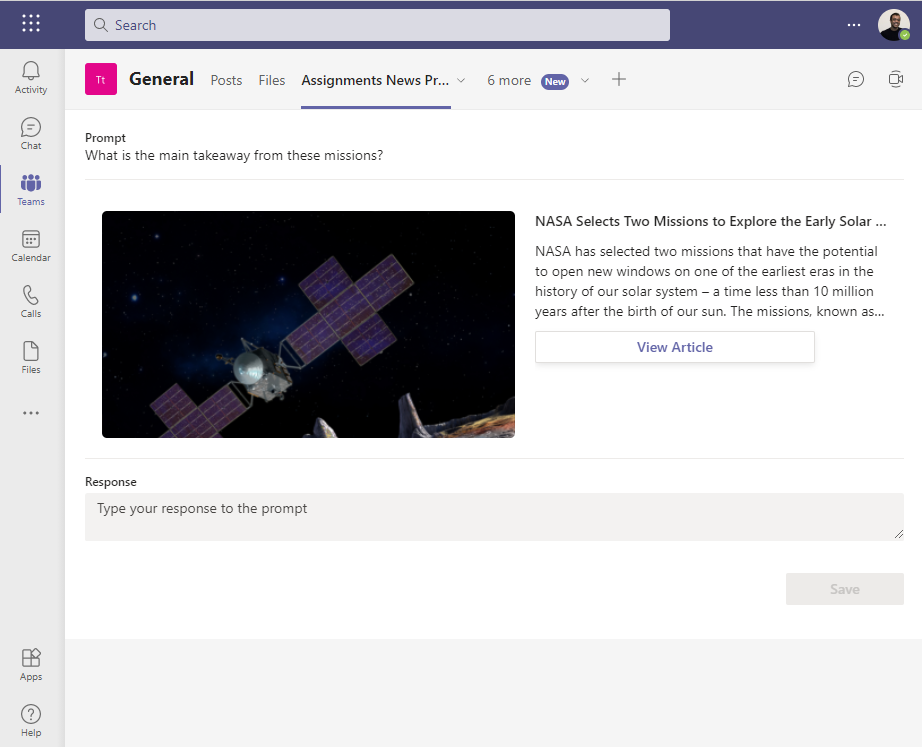 Search
Activity
Chat
Teams
Calendar
Calls
Files
Apps
Help
Tt
General
Posts
Files
Assignments News Pr...
6 more
New
Prompt
What is the main takeaway from these missions?
NASA Selects Two Missions to Explore the Early Solar ...
NASA has selected two missions that have the potential
to open new windows on one of the earliest eras in the
history of our solar system – a time less than 10 million
years after the birth of our sun. The missions, known as...
View Article
Response
Type your response to the prompt
Save